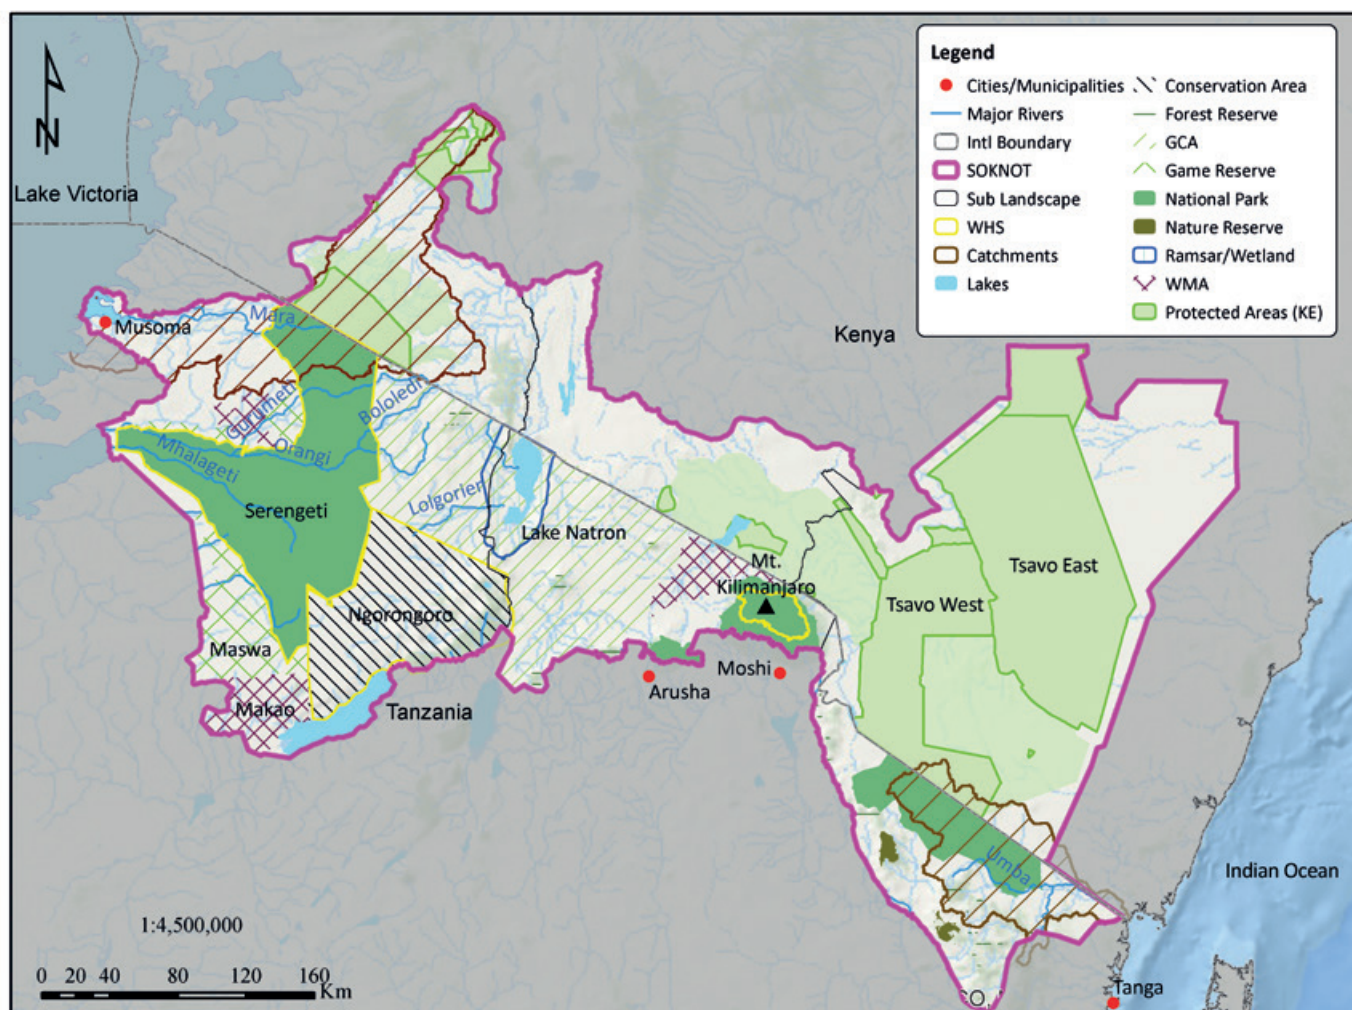 N
Lake Victoria
Legend
Cities/Municipalities
Major Rivers
Intl Boundary
SOKNOT
Sub Landscape
WHS
Catchments
Lakes
Conservation Area
Forest Reserve
GCA
Game Reserve
National Park
Nature Reserve
Ramsar/Wetland
WMA
Protected Areas (KE)
Musoma
Mara
Kenya
Gurumeti
Bololedi
Orangi
Mhalageti
Serengeti
Lolgorier
Lake Natron
Mt.
Kilimanjaro
Tsavo East
Tsavo West
Ngorongoro
Maswa
Makao
Tanzania
Arusha
Moshi
Umba
Indian Ocean
Tanga
1:4,500,000
0 20 40 80 120 160
Km